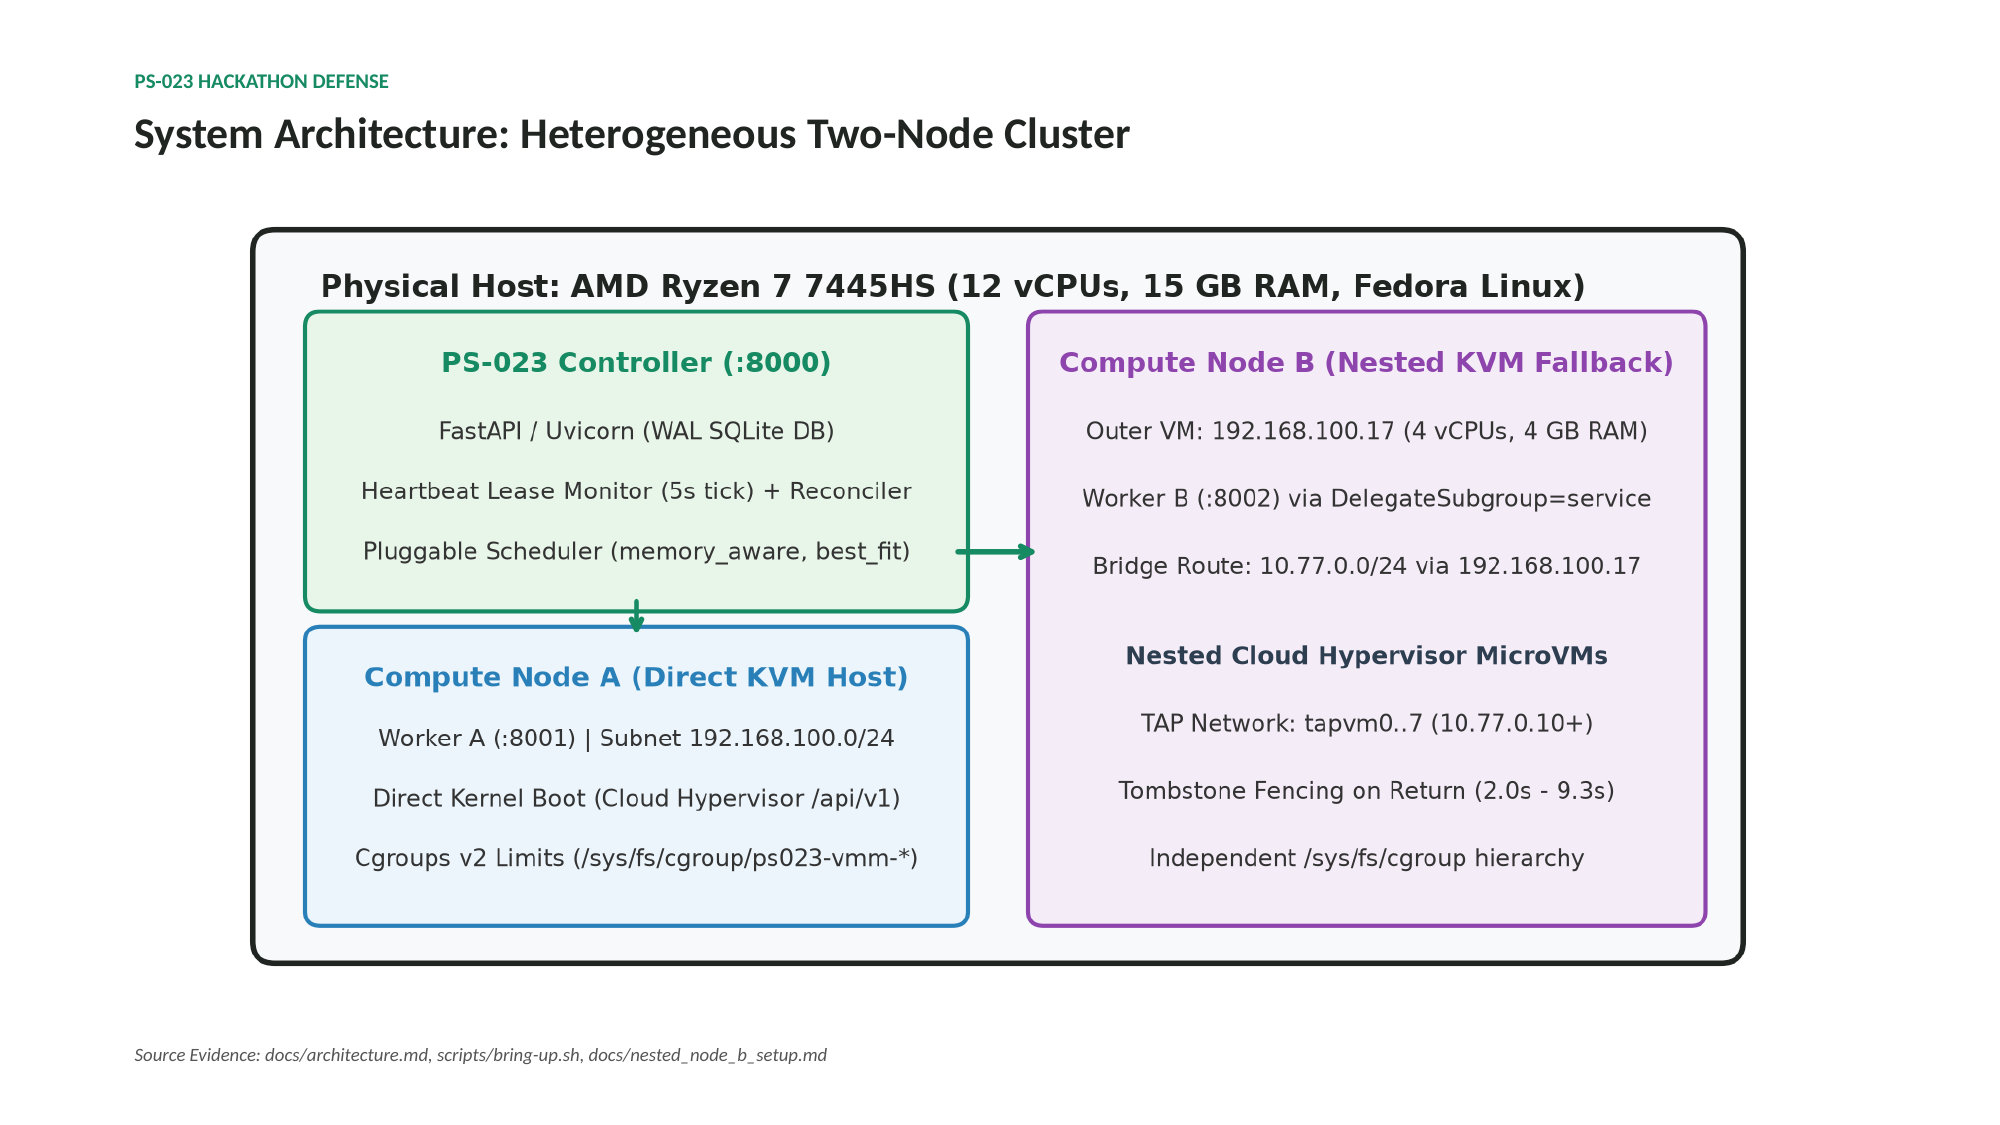 PS-023 HACKATHON DEFENSE
System Architecture: Heterogeneous Two-Node Cluster
Physical Host: AMD Ryzen 7 7445HS (12 vCPUs, 15 GB RAM, Fedora Linux)
PS-023 Controller (:8000)
FastAPI / Uvicorn (WAL SQLite DB)
Heartbeat Lease Monitor (5s tick) + Reconciler
Pluggable Scheduler (memory_aware, best_fit)
Compute Node A (Direct KVM Host)
Worker A (:8001) | Subnet 192.168.100.0/24
Direct Kernel Boot (Cloud Hypervisor /api/v1)
Cgroups v2 Limits (/sys/fs/cgroup/ps023-vmm-*)
Compute Node B (Nested KVM Fallback)
Outer VM: 192.168.100.17 (4 vCPUs, 4 GB RAM)
Worker B (:8002) via DelegateSubgroup=service
Bridge Route: 10.77.0.0/24 via 192.168.100.17
Nested Cloud Hypervisor MicroVMs
TAP Network: tapvm0..7 (10.77.0.10+)
Tombstone Fencing on Return (2.0s - 9.3s)
Independent /sys/fs/cgroup hierarchy
Source Evidence: docs/architecture.md, scripts/bring-up.sh, docs/nested_node_b_setup.md